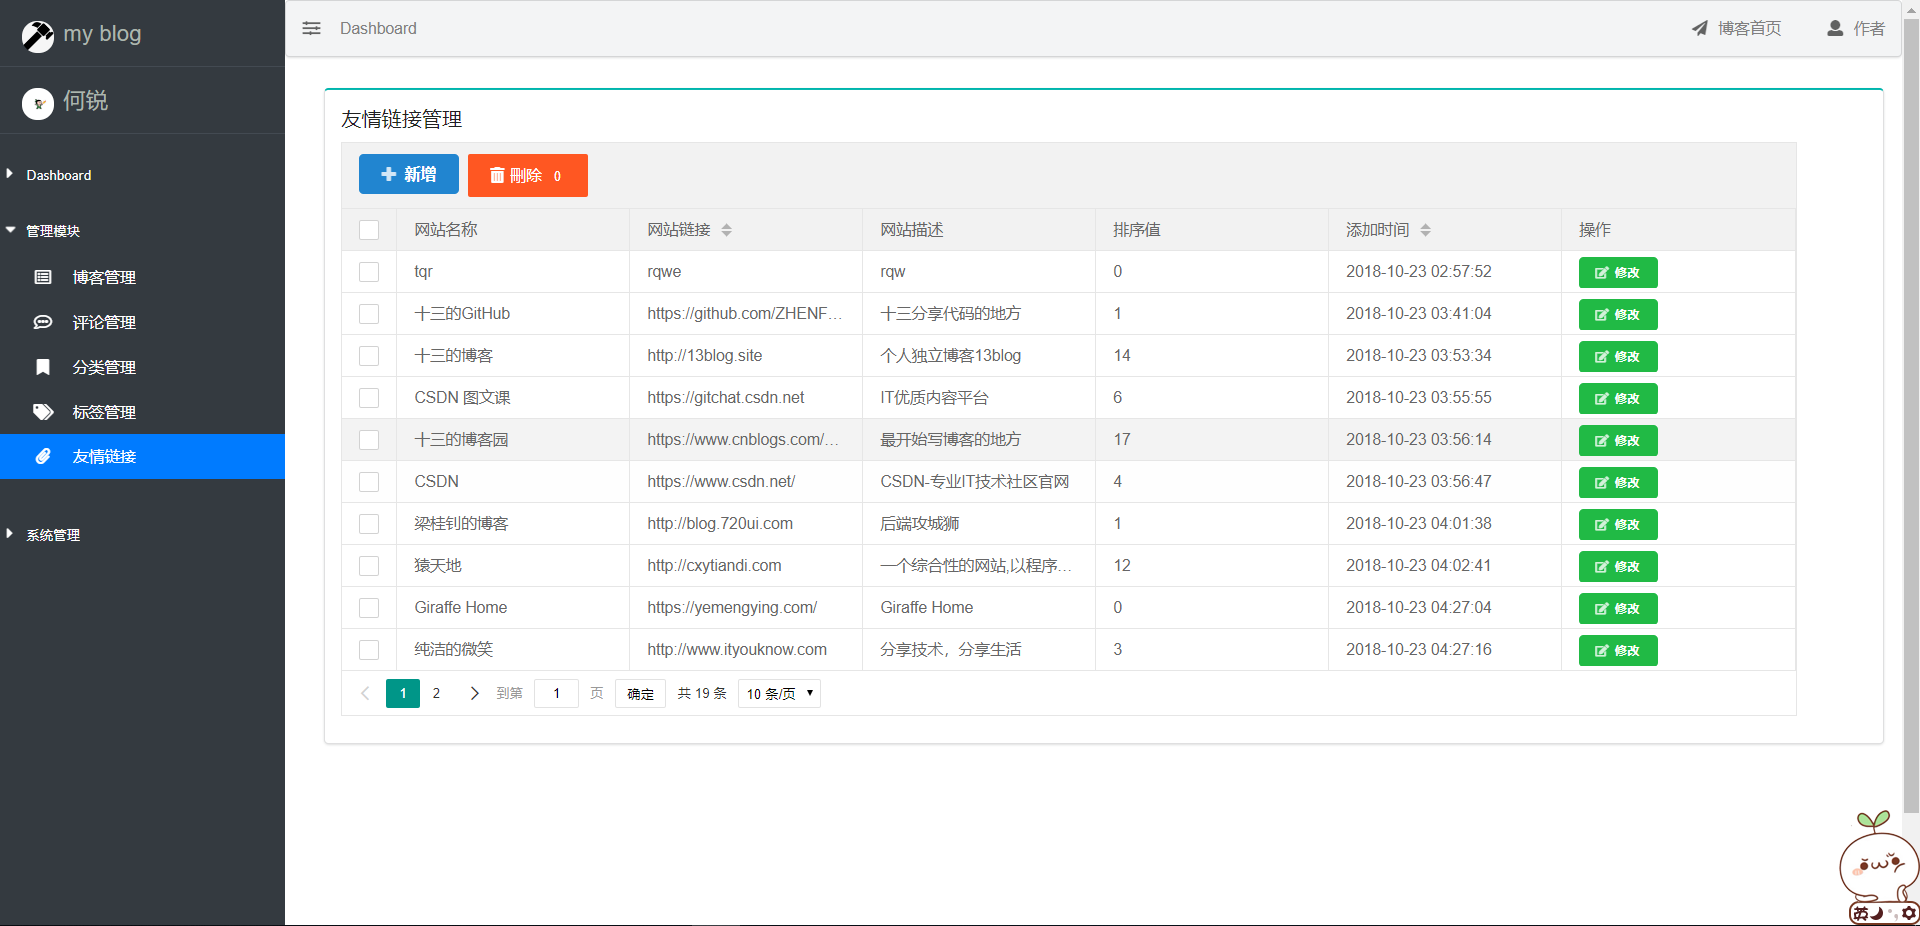 my blog
何锐
Dashboard
管理模块
博客管理
评论管理
分类管理
标签管理
友情链接
系统管理
Dashboard
博客首页
作者
友情链接管理
新增
刪除 0
网站名称 网站链接 网站描述 排序值 添加时间 操作
tqr rqwe rqw 0 2018-10-23 02:57:52 修改
十三的GitHub https://github.com/ZHENF... 十三分享代码的地方 1 2018-10-23 03:41:04 修改
十三的博客 http://13blog.site 个人独立博客13blog 14 2018-10-23 03:53:34 修改
CSDN 图文课 https://gitchat.csdn.net IT优质内容平台 6 2018-10-23 03:55:55 修改
十三的博客园 https://www.cnblogs.com/... 最开始写博客的地方 17 2018-10-23 03:56:14 修改
CSDN https://www.csdn.net/ CSDN-专业IT技术社区官网 4 2018-10-23 03:56:47 修改
梁桂钊的博客 http://blog.720ui.com 后端攻城狮 1 2018-10-23 04:01:38 修改
猿天地 http://cxytiandi.com 一个综合性的网站,以程序... 12 2018-10-23 04:02:41 修改
Giraffe Home https://yemengying.com/ Giraffe Home 0 2018-10-23 04:27:04 修改
纯洁的微笑 http://www.ityouknow.com 分享技术，分享生活 3 2018-10-23 04:27:16 修改
1 2 到第 1 页 确定 共 19 条 10 条/页
英